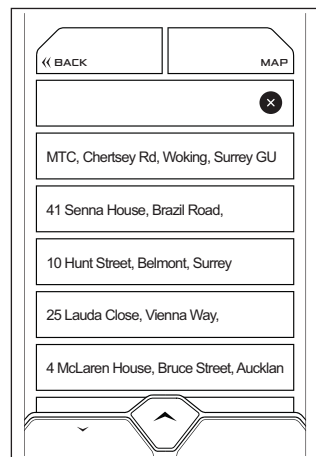 BACK
MAP
MTC, Chertsey Rd, Woking, Surrey GU
41 Senna House, Brazil Road,
10 Hunt Street, Belmont, Surrey
25 Lauda Close, Vienna Way,
4 McLaren House, Bruce Street, Aucklan